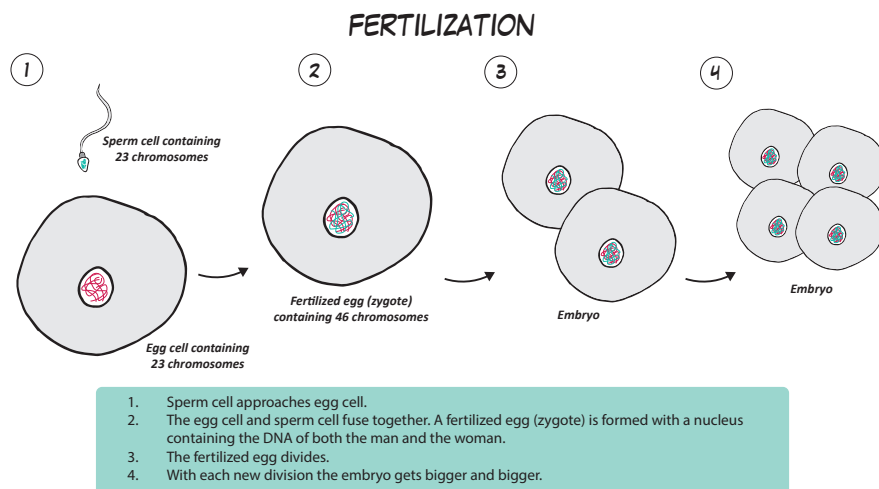 FERTILIZATION
1
2
3
4
Sperm cell containing
23 chromosomes
Egg cell containing
23 chromosomes
Fertilized egg (zygote)
containing 46 chromosomes
Embryo
Embryo
1. Sperm cell approaches egg cell.
2. The egg cell and sperm cell fuse together. A fertilized egg (zygote) is formed with a nucleus
containing the DNA of both the man and the woman.
3. The fertilized egg divides.
4. With each new division the embryo gets bigger and bigger.